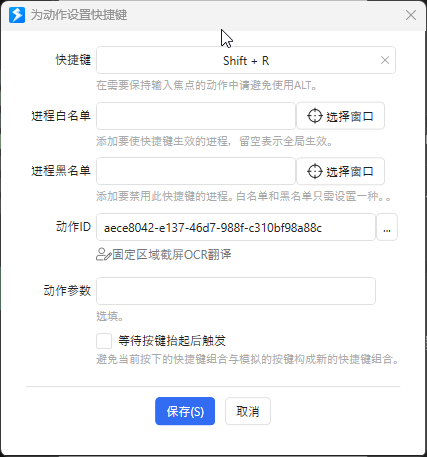 为动作设置快捷键
快捷键 Shift + R
在需要保持输入焦点的动作中请避免使用ALT。
进程白名单 选择窗口
添加要使快捷键生效的进程，留空表示全局生效。
进程黑名单 选择窗口
添加要禁用此快捷键的进程。白名单和黑名单只需设置一种。。
动作ID aece8042-e137-46d7-988f-c310bf98a88c ...
固定区域截屏OCR翻译
动作参数
选填。
等待按键抬起后触发
避免当前按下的快捷键组合与模拟的按键构成新的快捷键组合。
保存(S) 取消